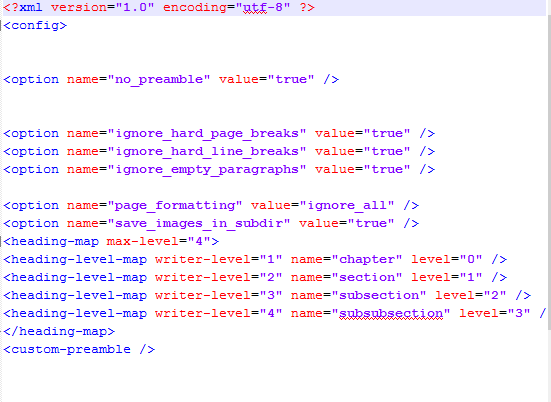 <?xml version="1.0" encoding="utf-8" ?>
<config>
<option name="no_preamble" value="true" />
<option name="ignore_hard_page_breaks" value="true" />
<option name="ignore_hard_line_breaks" value="true" />
<option name="ignore_empty_paragraphs" value="true" />
<option name="page_formatting" value="ignore_all" />
<option name="save_images_in_subdir" value="true" />
<heading-map max-level="4">
<heading-level-map writer-level="1" name="chapter" level="0" />
<heading-level-map writer-level="2" name="section" level="1" />
<heading-level-map writer-level="3" name="subsection" level="2" />
<heading-level-map writer-level="4" name="subsubsection" level="3" /
</heading-map>
<custom-preamble />